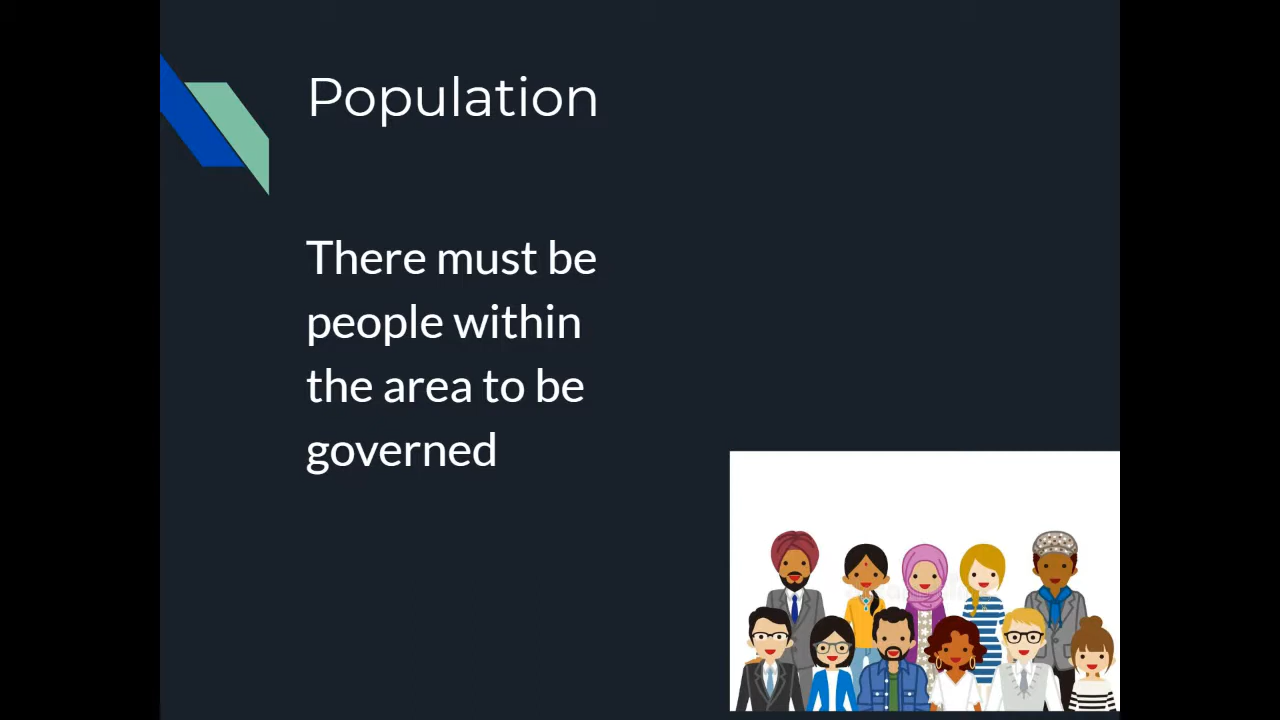 Population
There must be
people within
the area to be
governed